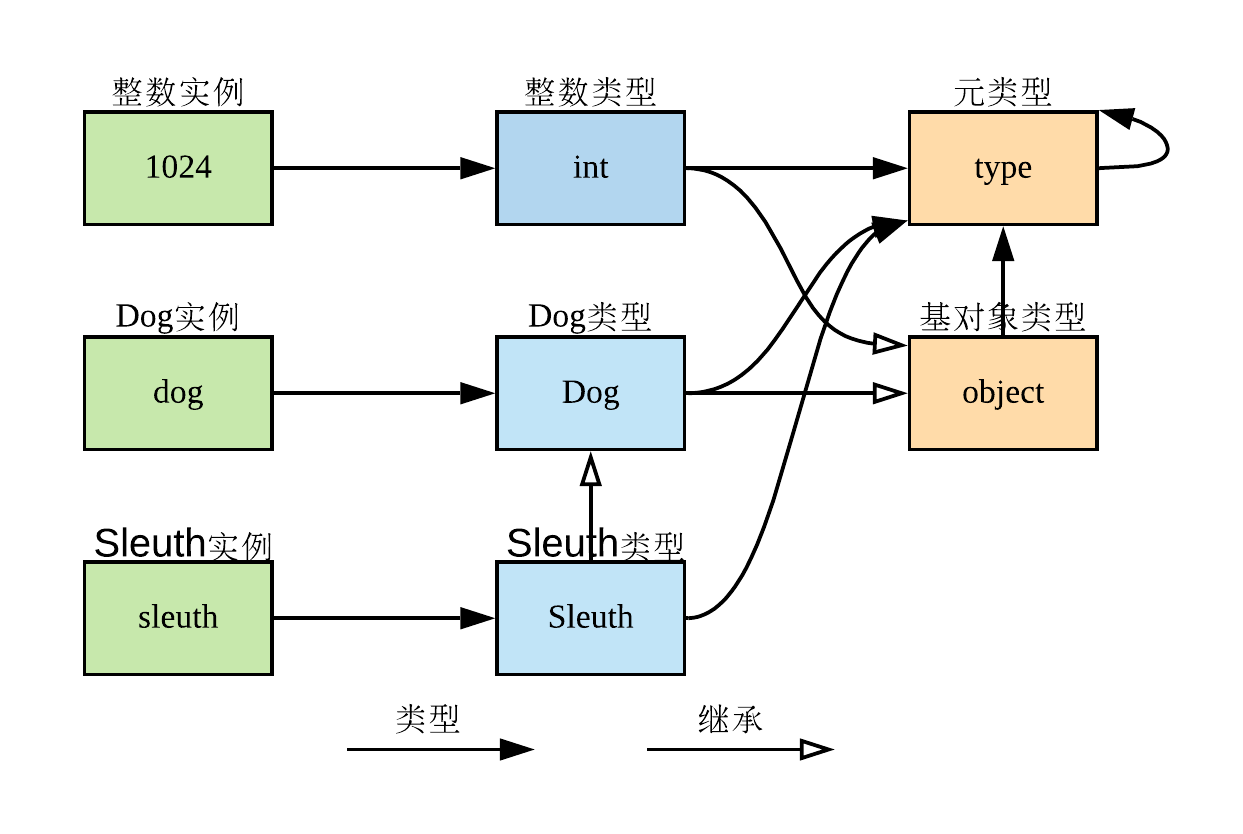 整数实例
整数类型
元类型
1024
int
type
Dog实例
Dog类型
基对象类型
dog
Dog
object
Sleuth实例
Sleuth类型
sleuth
Sleuth
类型
继承